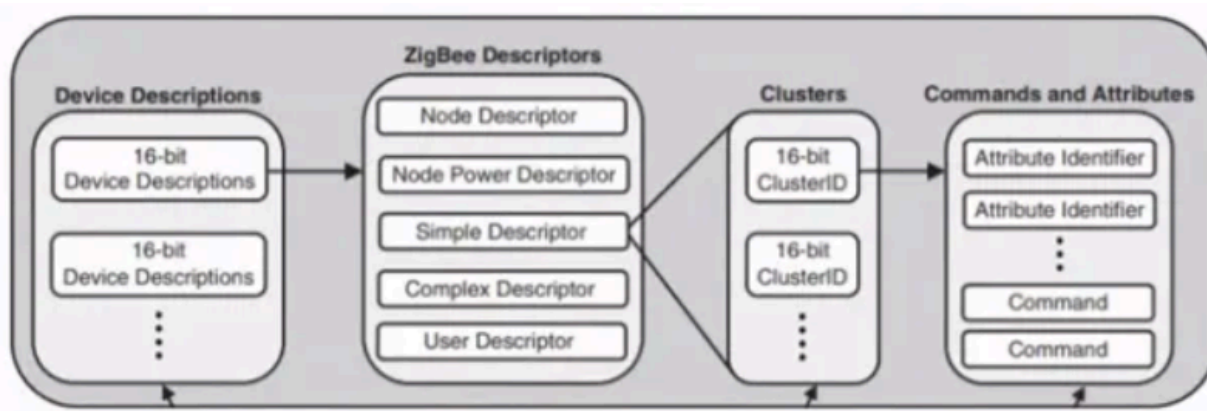 ZigBee Descriptors
Device Descriptions
Clusters
Commands and Attributes
16-bit
Device Descriptions
16-bit
Device Descriptions
Node Descriptor
Node Power Descriptor
Simple Descriptor
Complex Descriptor
User Descriptor
16-bit
ClusterID
16-bit
ClusterID
Attribute Identifier
Attribute Identifier
Command
Command